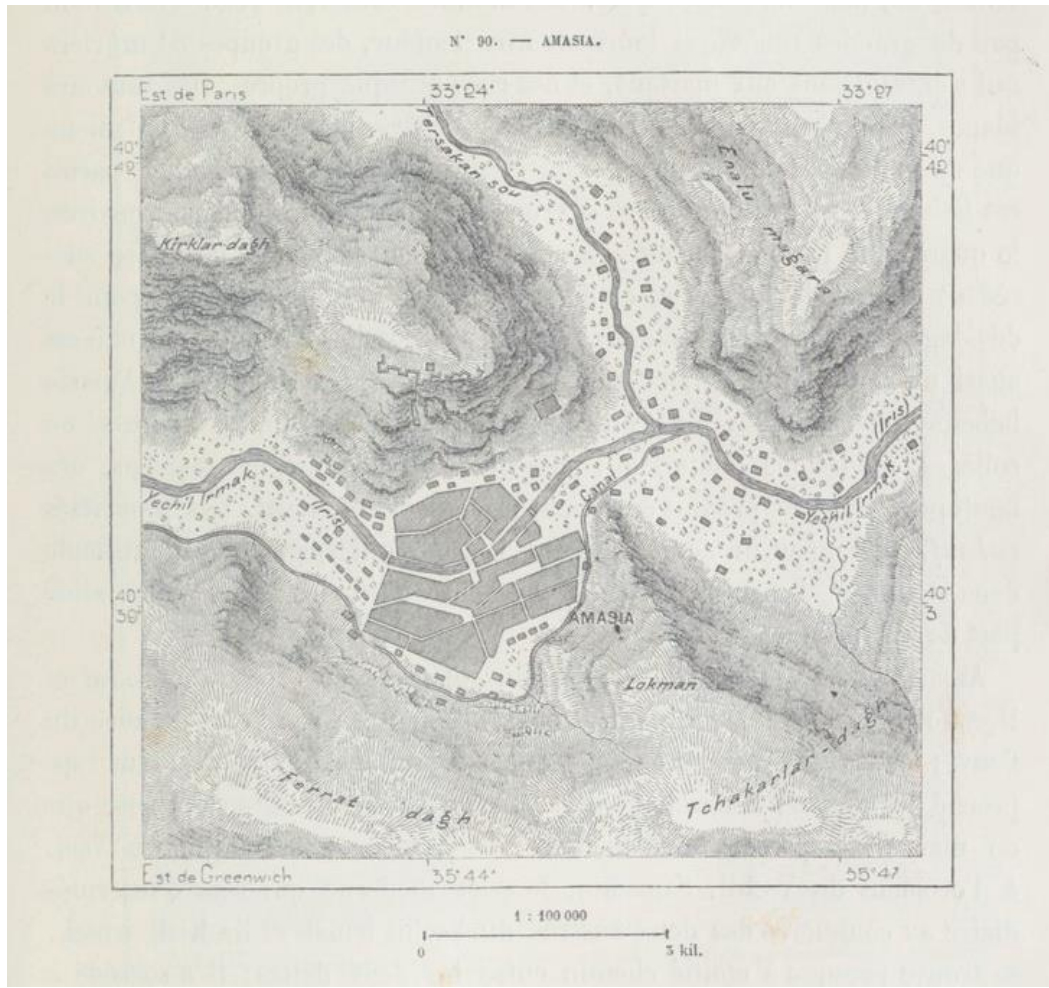 N° 90. — AMASIA.
Est de Paris
33°24'
33°27'
40°
42'
40°
42'
Tersakan sou
Enalu magara
Kirklar-dagh
Yechil Irmak (Iris)
Canal
Yechil Irmak (Iris)
40°
39'
40°
3
AMASIA
Lokman
Ferrat dagh
Tchakarlar-dagh
Est de Greenwich
35°44'
35°47'
1 : 100 000
0
3 kil.